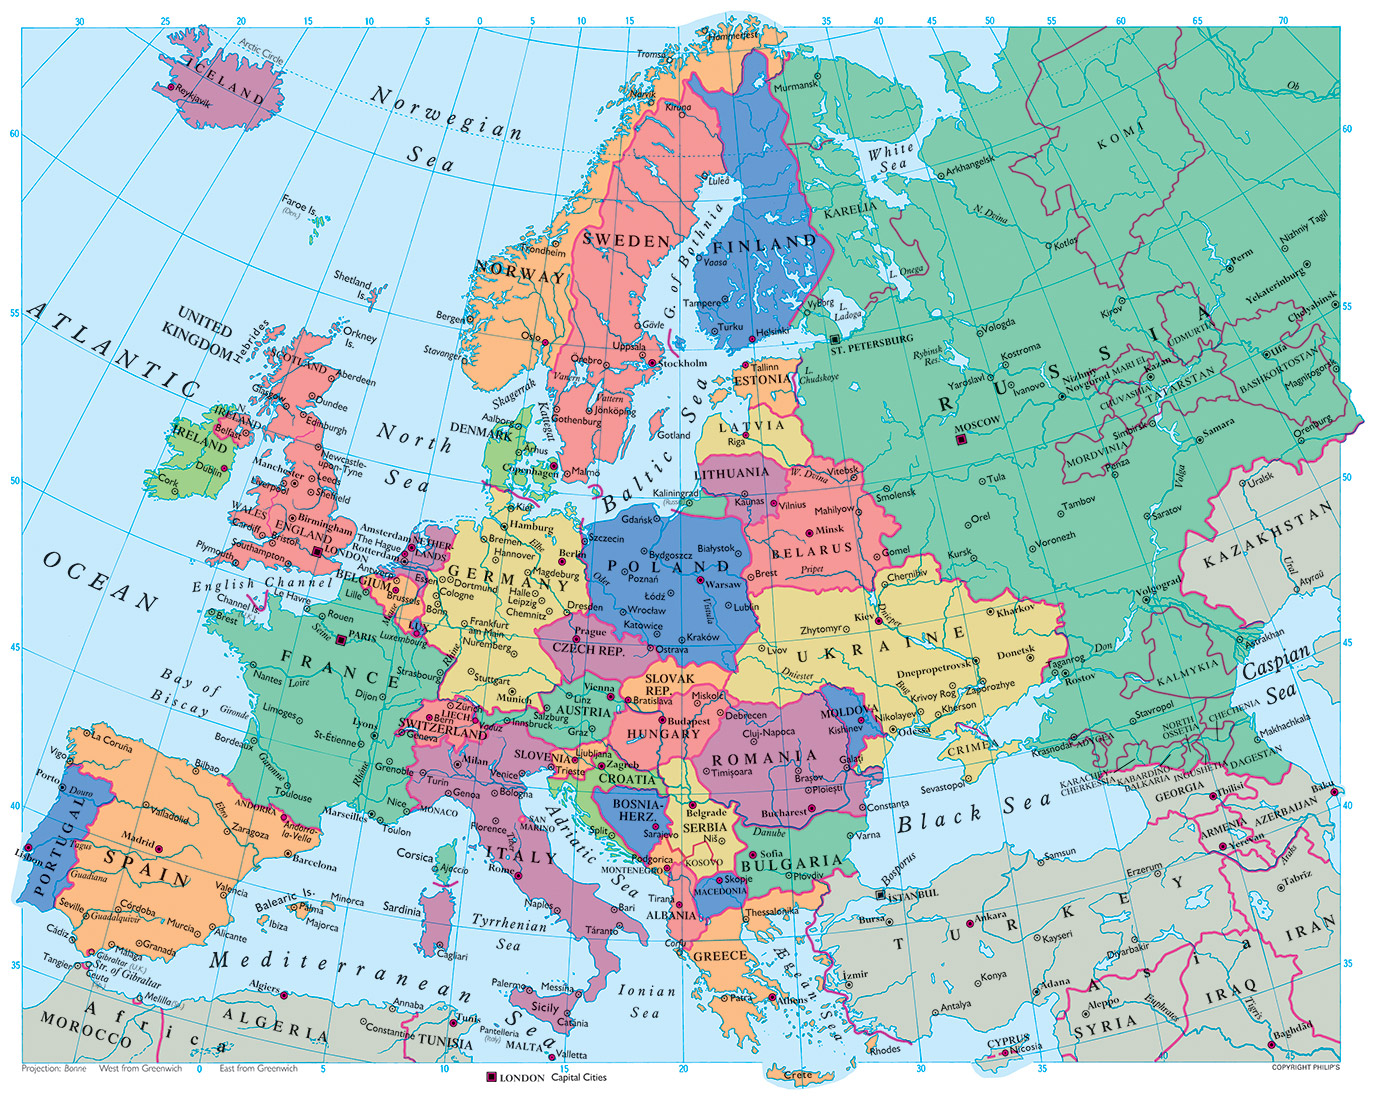 30
25
20
15
10
5
0
5
10
15
35
40
45
50
55
60
65
70
Arctic Circle
ICELAND
Reykjavik
Norwegian
Sea
Tromsø
Hammerfest
Narvik
Kiruna
Murmansk
White
Sea
Arkhangelsk
KOMI
Ob
60
60
Faroe Is.
(Den.)
Luleå
KARELIA
N. Dvina
Kotlas
Nizhniy Tagil
Perm
Yekaterinburg
Chelyabinsk
SWEDEN
G. of Bothnia
FINLAND
Vaasa
Trondheim
NORWAY
L. Onega
Shetland
Is.
Tampere
Vyborg
L.
Ladoga
Kirov
UDMURTIA
55
55
ATLANTIC
OCEAN
UNITED
KINGDOM
Hebrides
Orkney
Is.
Bergen
Oslo
Stavanger
Gävle
Turku
Helsinki
Uppsala
Örebro
Stockholm
ST. PETERSBURG
Vologda
Rybinsk
Res.
Kostroma
Yaroslavl
Ivanovo
Nizhniy
Novgorod
MARI EL
Kazan
CHUVASHIA
TATARSTAN
Ufa
BASHKORTOSTAN
Magnitogorsk
RUSSIA
SCOTLAND
Aberdeen
Dundee
Glasgow
Edinburgh
N.
IRELAND
Belfast
IRELAND
Dublin
Cork
Skagerrak
Kattegat
Vänern
Vättern
Jönköping
Gothenburg
Gotland
Tallinn
ESTONIA
L.
Chudskoye
Aalborg
DENMARK
Århus
Copenhagen
Malmö
North
Sea
Baltic Sea
LATVIA
Riga
MOSCOW
MORDVINIA
Simbirsk
Samara
Orenburg
Penza
Volga
Newcastle-
upon-Tyne
Manchester
Leeds
Liverpool
Sheffield
WALES
ENGLAND
Birmingham
Cardiff
Bristol
LONDON
Southampton
Plymouth
English Channel
Channel Is.
(U.K.)
LITHUANIA
Kaliningrad
(Russia)
Kaunas
Vilnius
W. Dvina
Vitebsk
Smolensk
Tula
Tambov
Saratov
Uralsk
50
50
Kiel
Hamburg
Gdańsk
Szczecin
Mahilyow
Minsk
BELARUS
Orel
Voronezh
KAZAKHSTAN
Amsterdam
The Hague
Rotterdam
NETHER-
LANDS
Bremen
Elbe
Hannover
Berlin
Magdeburg
Bydgoszcz
Białystok
POLAND
Poznań
Oder
Warsaw
Brest
Pripet
Gomel
Kursk
Chernihiv
Volgograd
Ural
Atyraū
Antwerp
BELGIUM
Brussels
Lille
Essen
Dortmund
Cologne
Bonn
GERMANY
Halle
Leipzig
Chemnitz
Dresden
Łódź
Wrocław
Vistula
Lublin
Katowice
Kraków
Le Havre
Rouen
Seine
PARIS
Meuse
LUX.
Luxembourg
Frankfurt
am Main
Nuremberg
Prague
CZECH REP.
Ostrava
Lvov
Zhytomyr
Kiev
Dnieper
Kharkov
UKRAINE
Dniester
Bug
Dnepropetrovsk
Donetsk
Krivoy Rog
Zaporozhye
Don
Taganrog
Rostov
Astrakhan
KALMYKIA
45
45
Brest
FRANCE
Nantes
Loire
Strasbourg
Rhine
Stuttgart
Munich
Dijon
Bay of
Biscay
Limoges
Gironde
Bordeaux
Lyons
St-Étienne
Grenoble
Garonne
Rhône
Toulouse
Marseilles
Nice
Toulon
Zürich
LIECH.
Bern
Vaduz
SWITZERLAND
Geneva
Innsbruck
Vienna
Linz
Salzburg
AUSTRIA
Graz
SLOVAK
REP.
Bratislava
Miskolc
Budapest
Debrecen
HUNGARY
MOLDOVA
Kishinev
Nikolayev
Kherson
Odessa
CRIMEA
Sevastopol
Stavropol
Krasnodar
ADYGEA
NORTH
OSSETIA
CHECHENIA
Makhachkala
Caspian
Sea
DAGESTAN
KARACHEY-
CHERKESSIA
KABARDINO-
BALKARIA
INGUSHETIA
GEORGIA
Tbilisi
Baku
AZERBAIJAN
ARMENIA
Yerevan
Araks
Tabriz
IRAN
La Coruña
Vigo
Porto
Douro
Bilbao
Valladolid
ANDORRA
Andorra-
la-Vella
Ebro
Zaragoza
Barcelona
Madrid
SPAIN
PORTUGAL
Lisbon
Tagus
Guadiana
Valencia
Córdoba
Seville
Guadalquivir
Murcia
Alicante
Granada
Málaga
Cádiz
Gibraltar (U.K.)
Str. of Gibraltar
Tangier
Ceuta
(Sp.)
Melilla (Sp.)
Balearic Is.
Minorca
Palma
Majorca
Ibiza
40
40
35
35
Turin
Milan
Venice
Genoa
Bologna
MONACO
Florence
SAN
MARINO
Tiber
ITALY
Rome
Corsica
Ajaccio
Sardinia
Cagliari
Naples
Bari
Táranto
Tyrrhenian
Sea
Palermo
Messina
Sicily
Catánia
Ionian
Sea
Adriatic Sea
SLOVENIA
Ljubljana
Trieste
Zagreb
CROATIA
Split
BOSNIA-
HERZ.
Sarajevo
Belgrade
SERBIA
Niš
KOSOVO
Podgorica
MONTENEGRO
Tiranë
ALBANIA
Corfu
Skopje
MACEDONIA
Cluj-Napoca
ROMANIA
Timişoara
Braşov
Galaţi
Ploieşti
Bucharest
Constanţa
Danube
Varna
Sofia
BULGARIA
Plovdiv
Black Sea
Thessaloníka
GREECE
Patra
Athens
Aegean Sea
Crete
Rhodes
Bosporus
İSTANBUL
Bursa
İzmir
TURKEY
Ankara
Samsun
Erzurum
Kayseri
Konya
Antalya
Adana
Diyarbakır
Asia
Aleppo
SYRIA
Euphrates
IRAQ
Tigris
Baghdad
CYPRUS
Nicosia
Mediterranean Sea
Africa
MOROCCO
ALGERIA
Algiers
Annaba
Constantine
TUNISIA
Tunis
Pantelleria
(Italy)
MALTA
Valletta
Projection: Bonne
West from Greenwich
0
East from Greenwich
5
10
15
20
35
40
45
COPYRIGHT PHILIP'S
LONDON Capital Cities